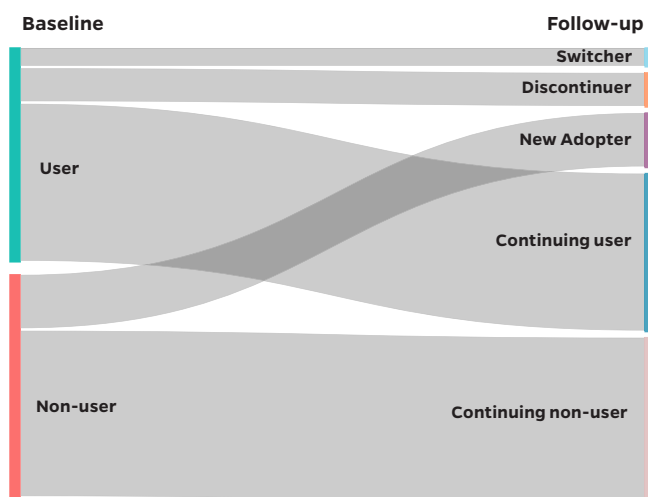 Baseline
Follow-up
Switcher
Discontinuer
New Adopter
User
Continuing user
Non-user
Continuing non-user